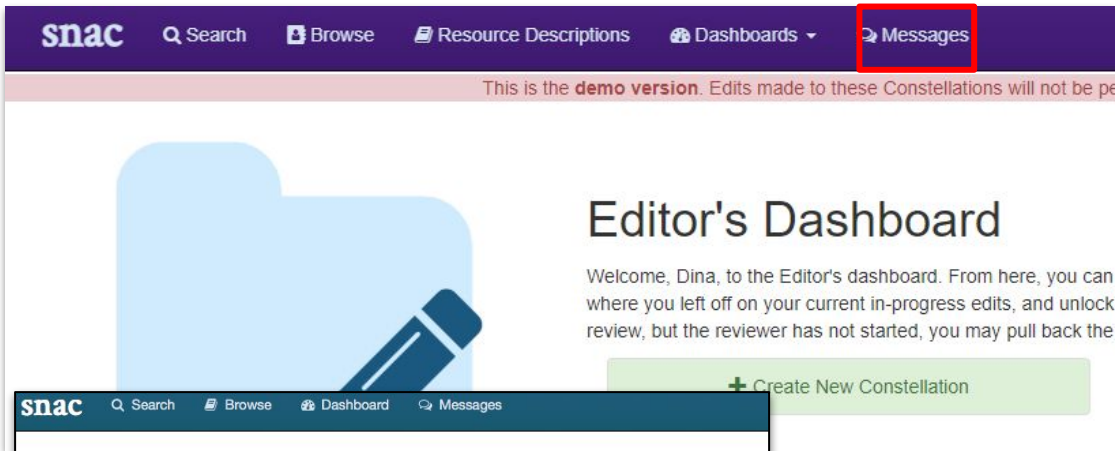 snac Search Browse Resource Descriptions Dashboards Messages
This is the demo version. Edits made to these Constellations will not be pe
Editor's Dashboard
Welcome, Dina, to the Editor's dashboard. From here, you can
where you left off on your current in-progress edits, and unlock
review, but the reviewer has not started, you may pull back the
+ Create New Constellation
snac Search Browse Dashboard Messages